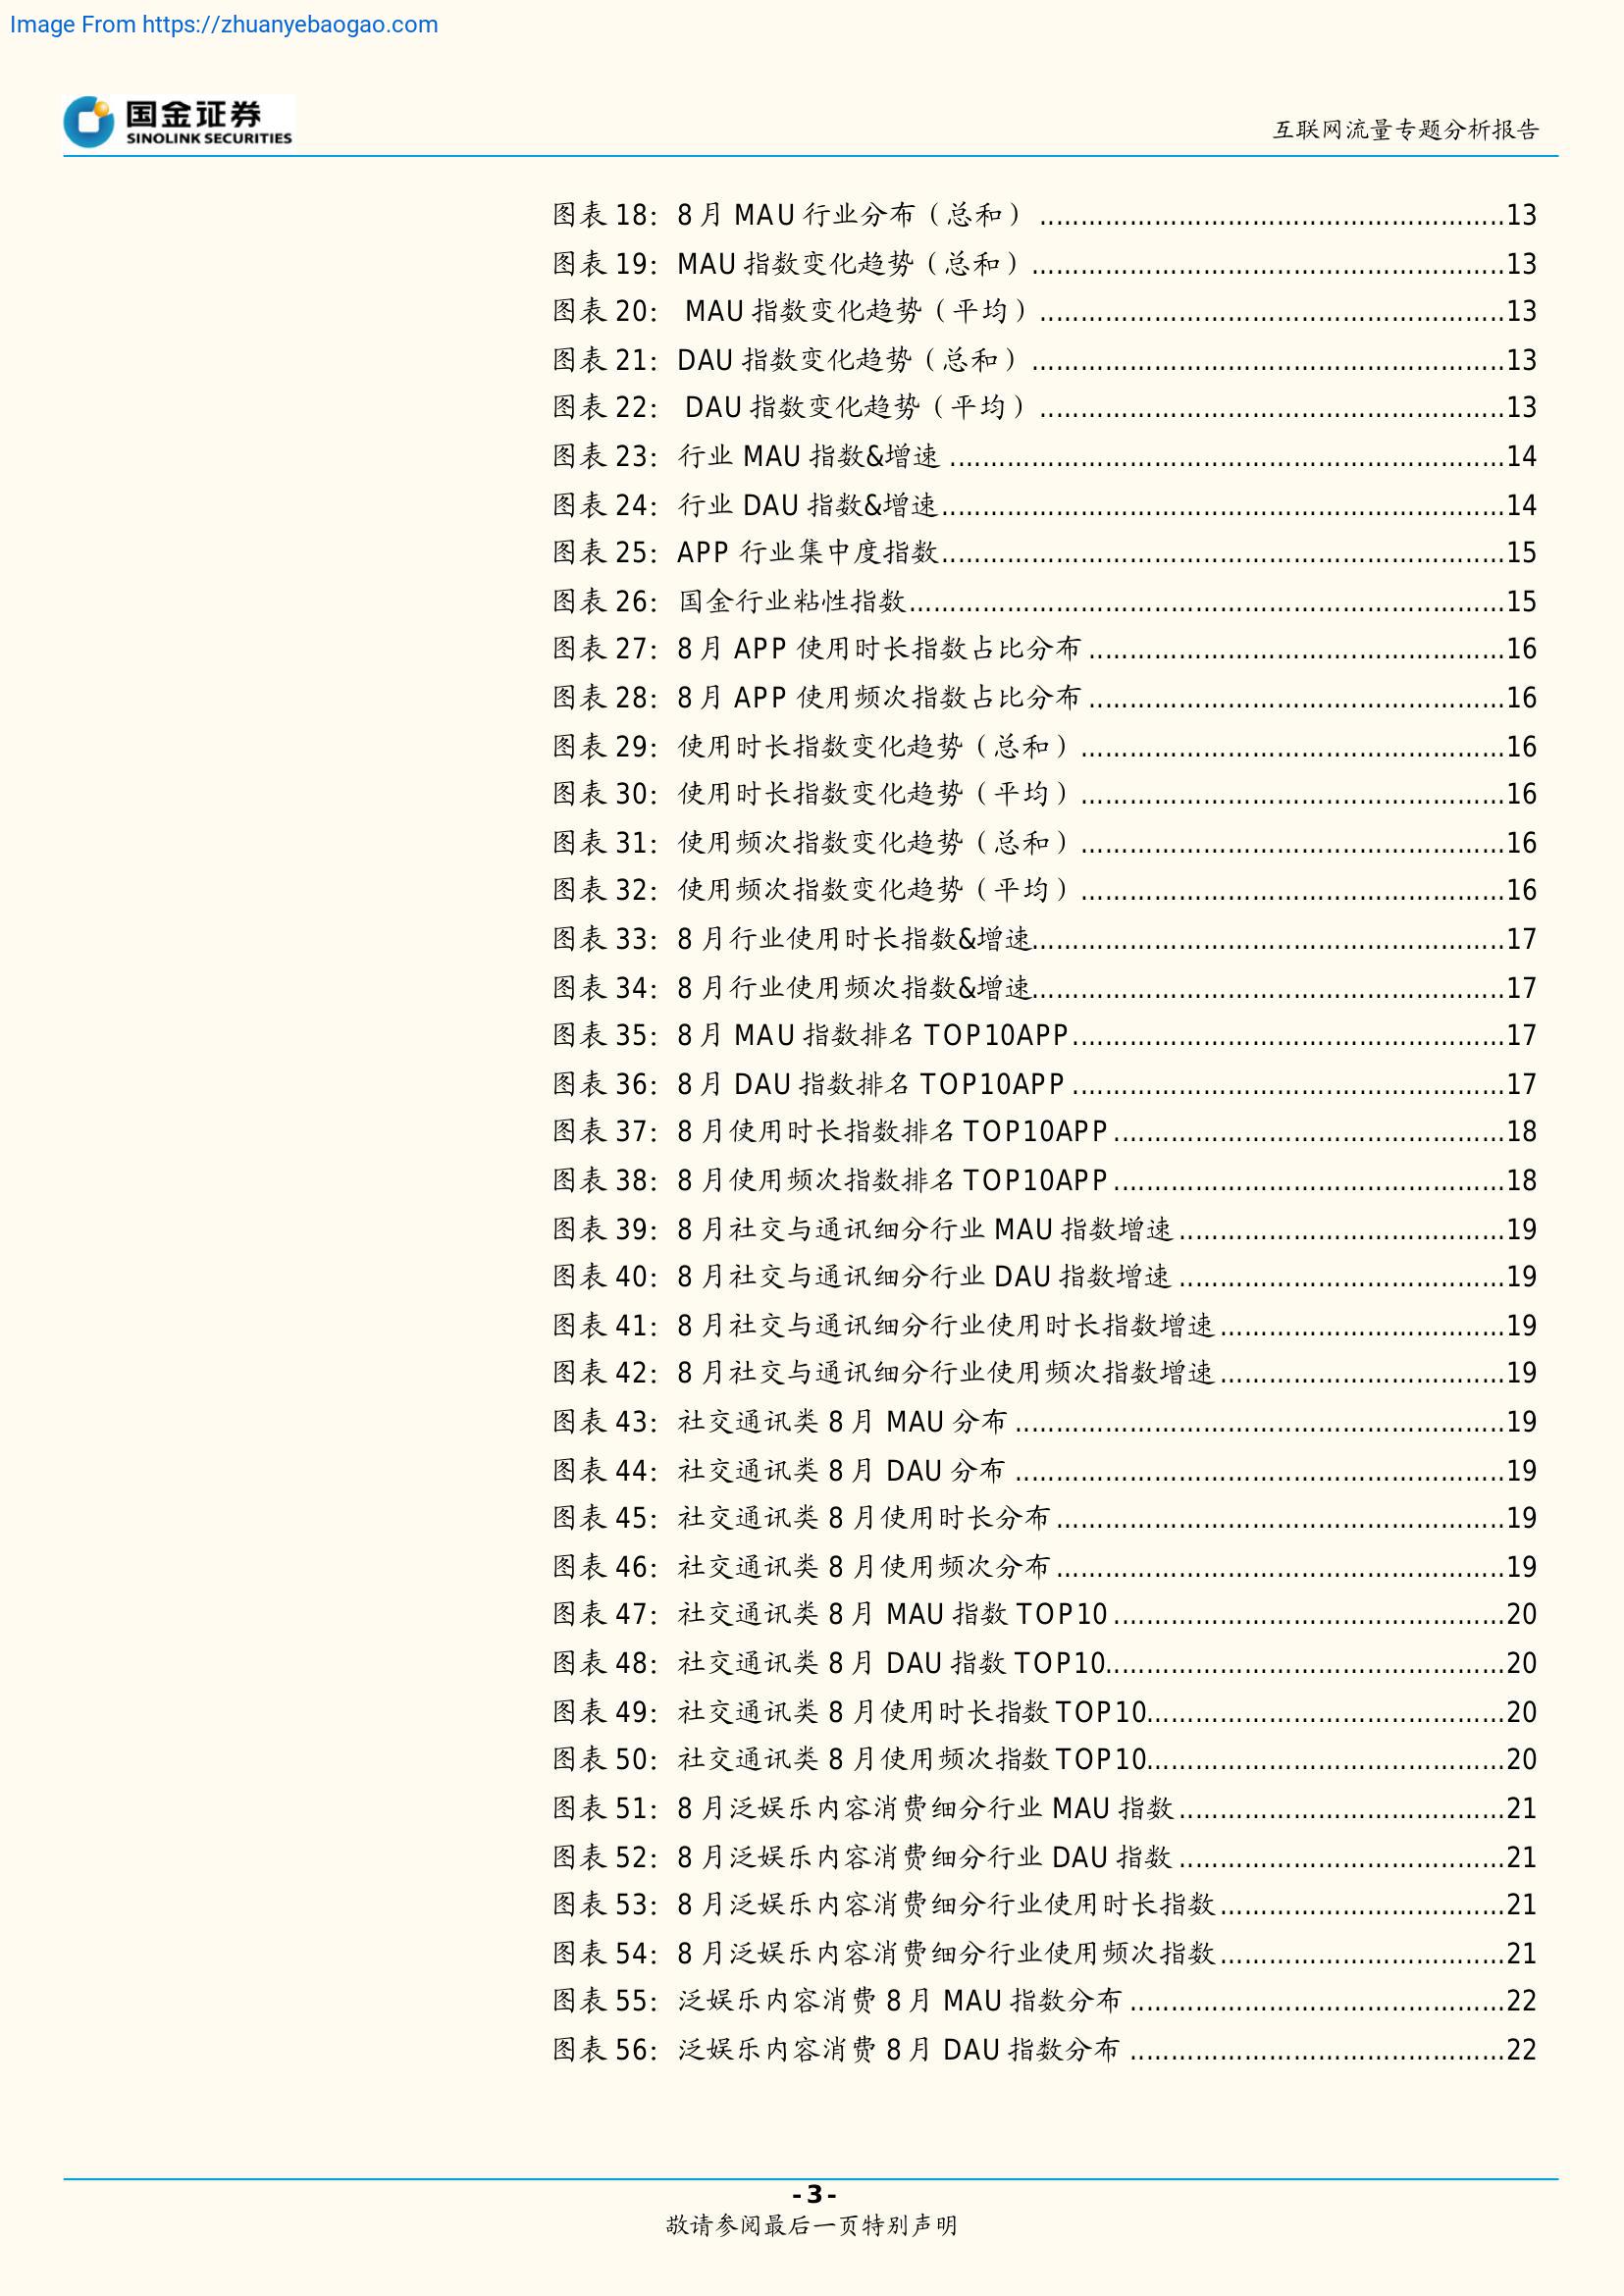 Image From https://zhuanyebaogao.com
国金证券
SINOLINK SECURITIES
互联网流量专题分析报告
图表 18: 8月 MAU 行业分布（总和） ........................................................13
图表 19: MAU 指数变化趋势（总和） ........................................................13
图表 20: MAU 指数变化趋势（平均） ........................................................13
图表 21: DAU 指数变化趋势（总和） ........................................................13
图表 22: DAU 指数变化趋势（平均） ........................................................13
图表 23: 行业 MAU 指数&增速 ........................................................14
图表 24: 行业 DAU 指数&增速........................................................14
图表 25: APP 行业集中度指数........................................................15
图表 26: 国金行业粘性指数........................................................15
图表 27: 8月 APP 使用时长指数占比分布 ........................................................16
图表 28: 8月 APP 使用频次指数占比分布 ........................................................16
图表 29: 使用时长指数变化趋势（总和） ........................................................16
图表 30: 使用时长指数变化趋势（平均） ........................................................16
图表 31: 使用频次指数变化趋势（总和） ........................................................16
图表 32: 使用频次指数变化趋势（平均） ........................................................16
图表 33: 8月行业使用时长指数&增速........................................................17
图表 34: 8月行业使用频次指数&增速........................................................17
图表 35: 8月 MAU 指数排名 TOP10APP........................................................17
图表 36: 8月 DAU 指数排名 TOP10APP ........................................................17
图表 37: 8月使用时长指数排名 TOP10APP ................................................18
图表 38: 8月使用频次指数排名 TOP10APP ................................................18
图表 39: 8月社交与通讯细分行业 MAU 指数增速 ........................................19
图表 40: 8月社交与通讯细分行业 DAU 指数增速 ........................................19
图表 41: 8月社交与通讯细分行业使用时长指数增速 ...................................19
图表 42: 8月社交与通讯细分行业使用频次指数增速 ...................................19
图表 43: 社交通讯类 8月 MAU 分布 ........................................................19
图表 44: 社交通讯类 8月 DAU 分布 ........................................................19
图表 45: 社交通讯类 8月使用时长分布 .....................................................19
图表 46: 社交通讯类 8月使用频次分布 .....................................................19
图表 47: 社交通讯类 8月 MAU 指数 TOP10 ................................................20
图表 48: 社交通讯类 8月 DAU 指数 TOP10.................................................20
图表 49: 社交通讯类 8月使用时长指数 TOP10............................................20
图表 50: 社交通讯类 8月使用频次指数 TOP10............................................20
图表 51: 8月泛娱乐内容消费细分行业 MAU 指数 ........................................21
图表 52: 8月泛娱乐内容消费细分行业 DAU 指数 ........................................21
图表 53: 8月泛娱乐内容消费细分行业使用时长指数 ...................................21
图表 54: 8月泛娱乐内容消费细分行业使用频次指数 ...................................21
图表 55: 泛娱乐内容消费 8月 MAU 指数分布 ..............................................22
图表 56: 泛娱乐内容消费 8月 DAU 指数分布 ..............................................22
- 3 -
敬请参阅最后一页特别声明